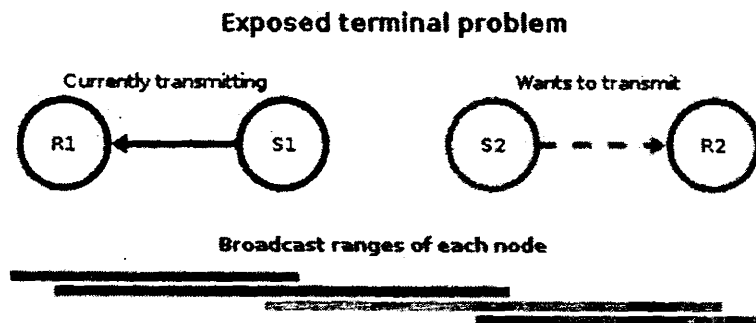 Exposed terminal problem
Currently transmitting
Wants to transmit
R1
S1
S2
R2
Broadcast ranges of each node